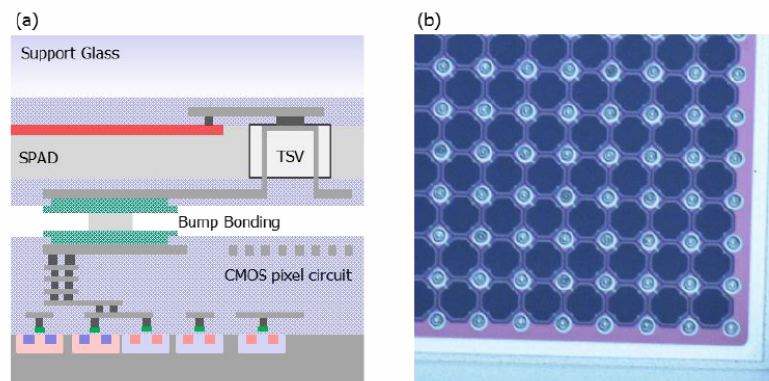 (a)
(b)
Support Glass
SPAD
TSV
Bump Bonding
CMOS pixel circuit